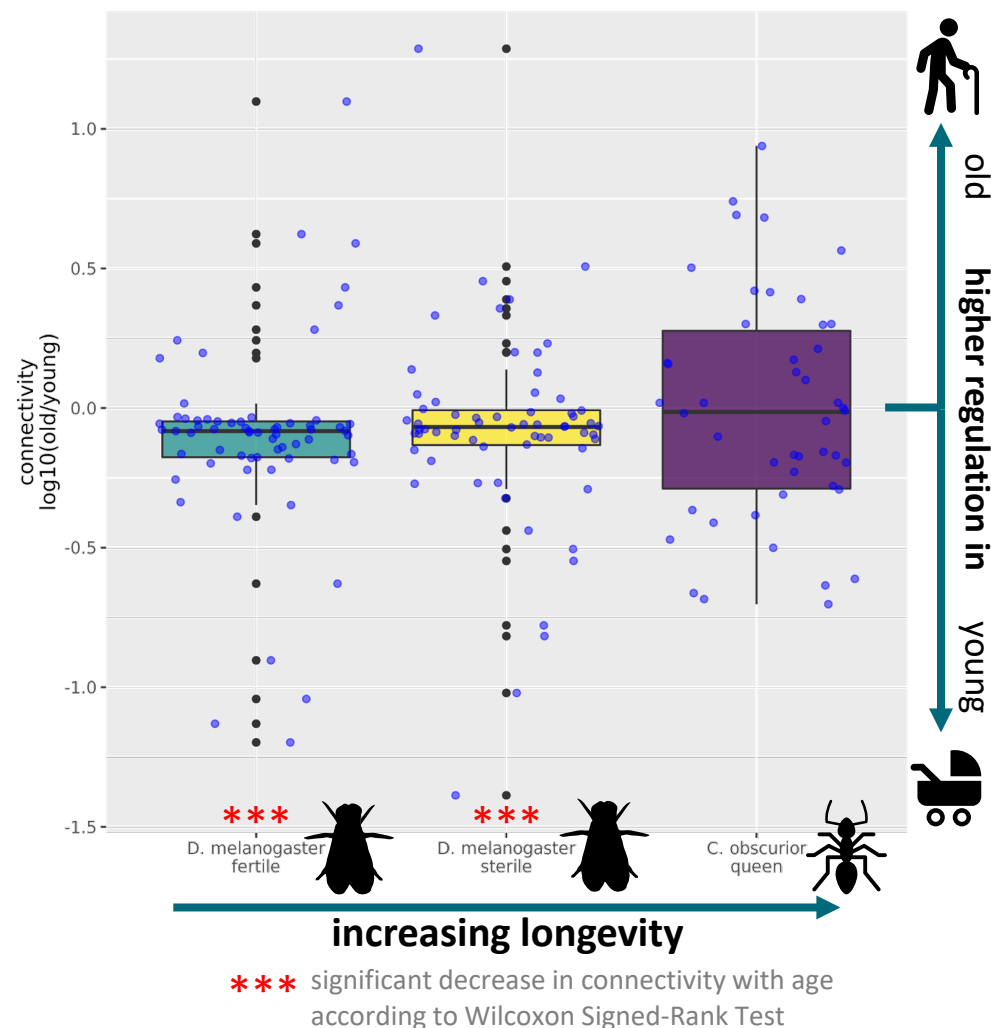 connectivity
log10(old/young)
1.0
0.5
0.0
-0.5
-1.0
-1.5
*** ***
D. melanogaster
fertile
D. melanogaster
sterile
C. obscurior
queen
old
higher regulation in
young
increasing longevity
*** significant decrease in connectivity with age
according to Wilcoxon Signed-Rank Test